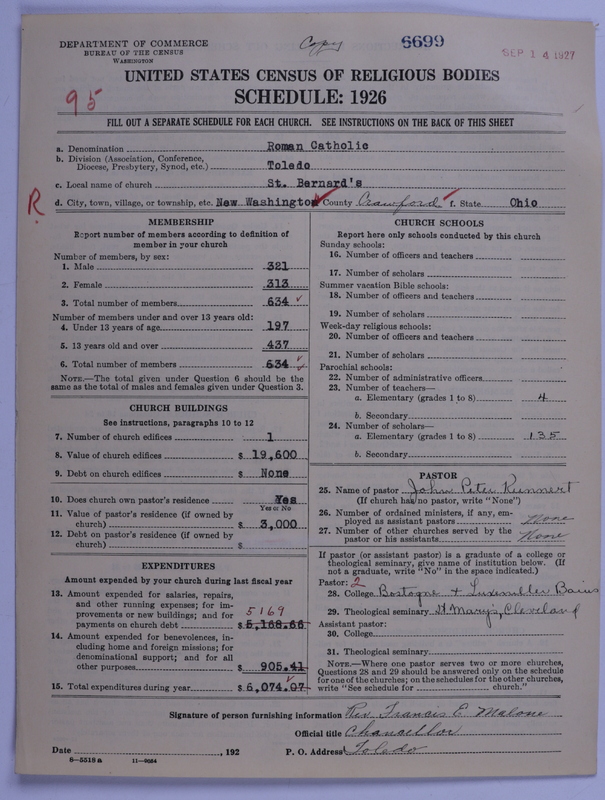 DEPARTMENT OF COMMERCE
BUREAU OF THE CENSUS
WASHINGTON
Copy
6699
SEP 14 1927
UNITED STATES CENSUS OF RELIGIOUS BODIES
SCHEDULE: 1926
95
FILL OUT A SEPARATE SCHEDULE FOR EACH CHURCH. SEE INSTRUCTIONS ON THE BACK OF THIS SHEET
a. Denomination Roman Catholic
b. Division (Association, Conference, Diocese, Presbytery, Synod, etc.) Toledo
c. Local name of church St. Bernard's
R d. City, town, village, or township, etc. New Washington e. County Crawford f. State Ohio
MEMBERSHIP
Report number of members according to definition of
member in your church
Number of members, by sex:
1. Male 321
2. Female 313
3. Total number of members 634 ✓
Number of members under and over 13 years old:
4. Under 13 years of age 197
5. 13 years old and over 437
6. Total number of members 634 ✓
NOTE.—The total given under Question 6 should be the
same as the total of males and females given under Question 3.
CHURCH BUILDINGS
See instructions, paragraphs 10 to 12
7. Number of church edifices 1
8. Value of church edifices $ 19,600
9. Debt on church edifices $ None
10. Does church own pastor's residence Yes
Yes or No
11. Value of pastor's residence (if owned by
church) $ 3,000
12. Debt on pastor's residence (if owned by
church) $
EXPENDITURES
Amount expended by your church during last fiscal year
13. Amount expended for salaries, repairs,
and other running expenses; for im-
provements or new buildings; and for 5169
payments on church debt $ 5,168.66
14. Amount expended for benevolences, in-
cluding home and foreign missions; for
denominational support; and for all
other purposes $ 905.41
15. Total expenditures during year $ 6,074.07
CHURCH SCHOOLS
Report here only schools conducted by this church
Sunday schools:
16. Number of officers and teachers
17. Number of scholars
Summer vacation Bible schools:
18. Number of officers and teachers
19. Number of scholars
Week-day religious schools:
20. Number of officers and teachers
21. Number of scholars
Parochial schools:
22. Number of administrative officers
23. Number of teachers—
a. Elementary (grades 1 to 8) 4
b. Secondary
24. Number of scholars—
a. Elementary (grades 1 to 8) 135
b. Secondary
PASTOR
25. Name of pastor John Peter Kunnert
(If church has no pastor, write "None")
26. Number of ordained ministers, if any, em-
ployed as assistant pastors None
27. Number of other churches served by the
pastor or his assistants None
If pastor (or assistant pastor) is a graduate of a college or
theological seminary, give name of institution below. (If
not a graduate, write "No" in the space indicated.)
Pastor: 2
28. College
29. Theological seminary St. Mary's, Cleveland
Assistant pastor:
30. College
31. Theological seminary
NOTE.—Where one pastor serves two or more churches,
Questions 28 and 29 should be answered only on the schedule
for one of the churches; on the schedules for the other churches,
write "See schedule for church."
Signature of person furnishing information Rev. Francis E. Malone
Official title Chancellor
Date , 192 P. O. Address Toledo
8—5518 a 11—9064